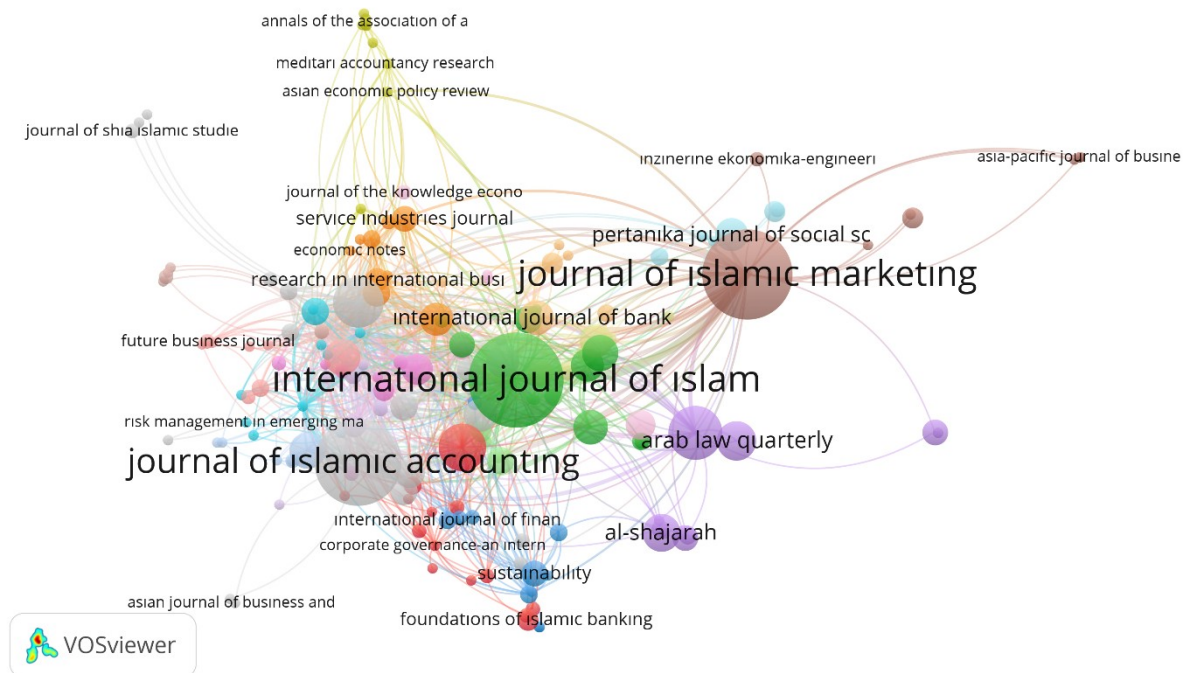 annals of the association of a
meditari accountancy research
asian economic policy review
journal of shia islamic studie
inzinerine ekonomika-engineeri
asia-pacific journal of busine
journal of the knowledge econo
service industries journal
pertanika journal of social sc
economic notes
research in international busi
journal of islamic marketing
international journal of bank
future business journal
international journal of islam
risk management in emerging ma
arab law quarterly
journal of islamic accounting
international journal of finan
al-shajarah
corporate governance-an intern
sustainability
asian journal of business and
foundations of islamic banking
VOSviewer